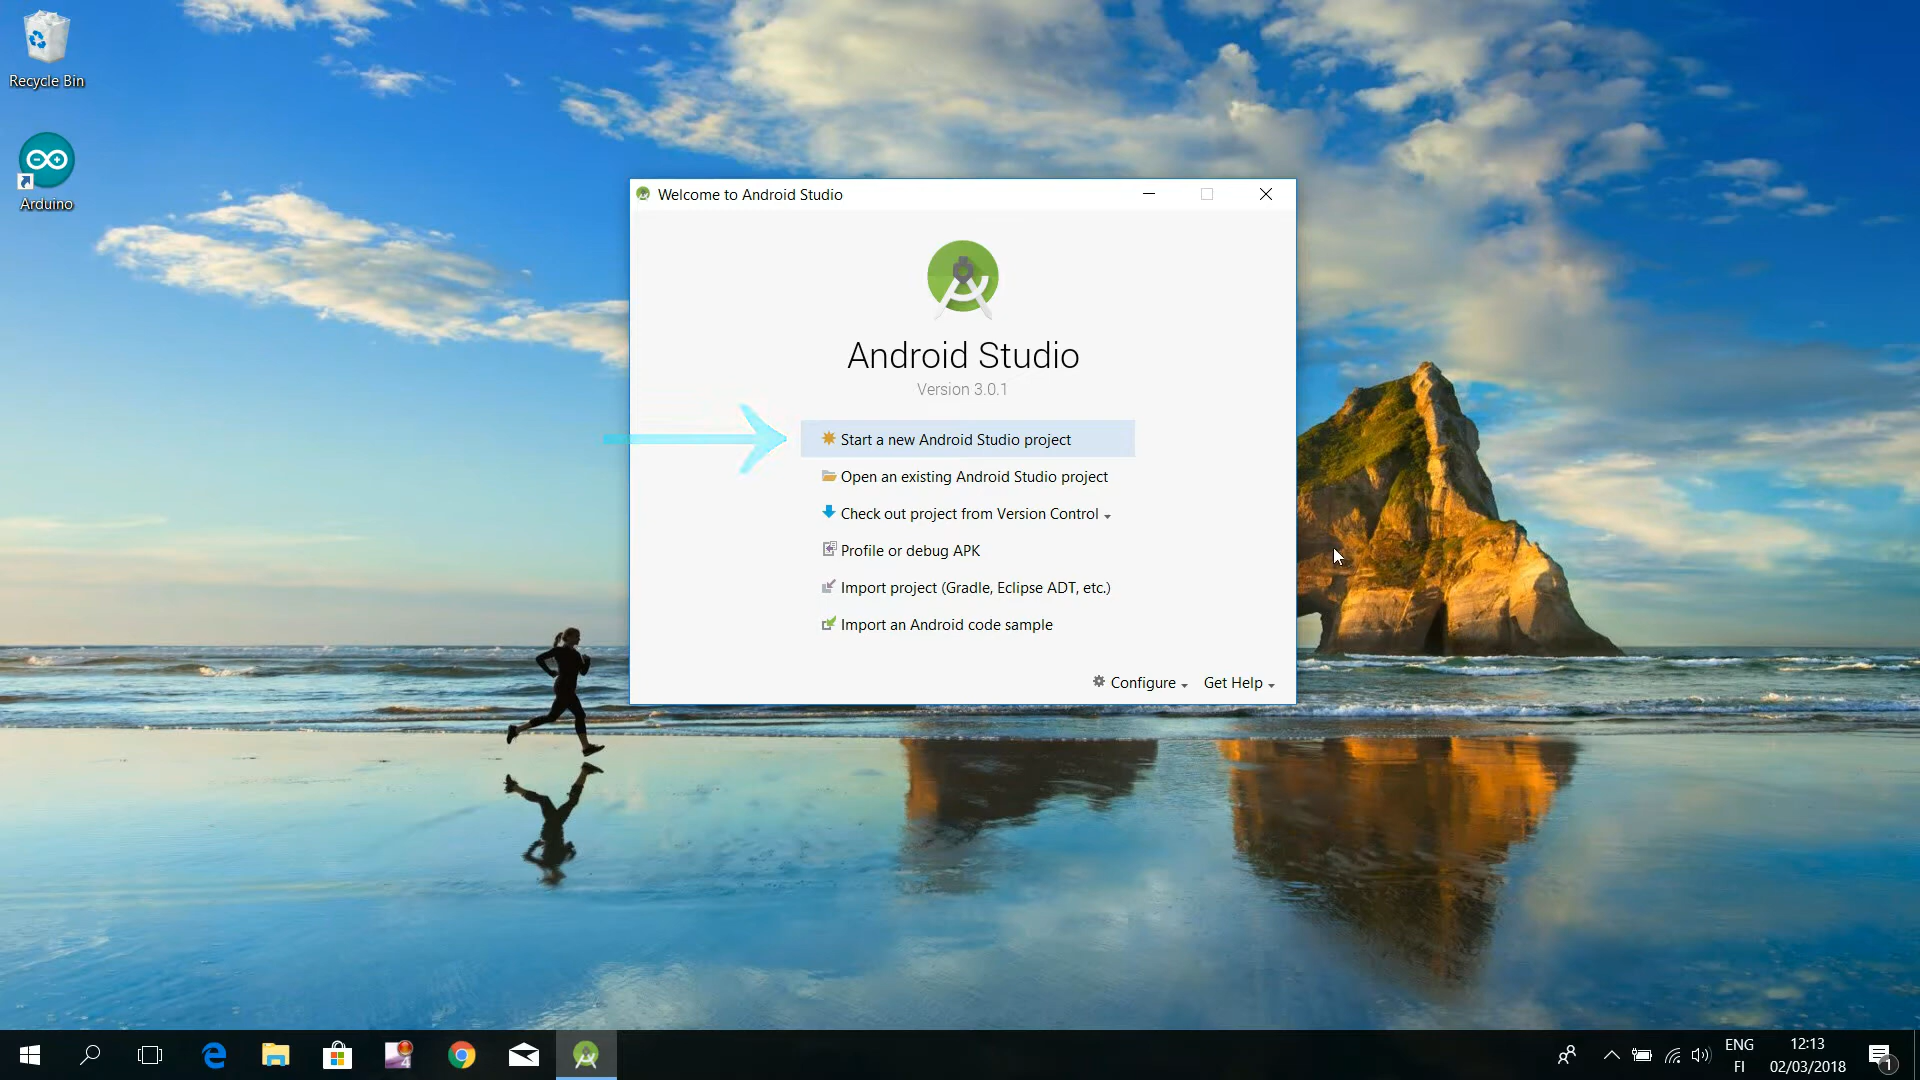 Recycle Bin
Arduino
Welcome to Android Studio
Android Studio
Version 3.0.1
Start a new Android Studio project
Open an existing Android Studio project
Check out project from Version Control
Profile or debug APK
Import project (Gradle, Eclipse ADT, etc.)
Import an Android code sample
Configure
Get Help
4
ENG
FI
12:13
02/03/2018
1